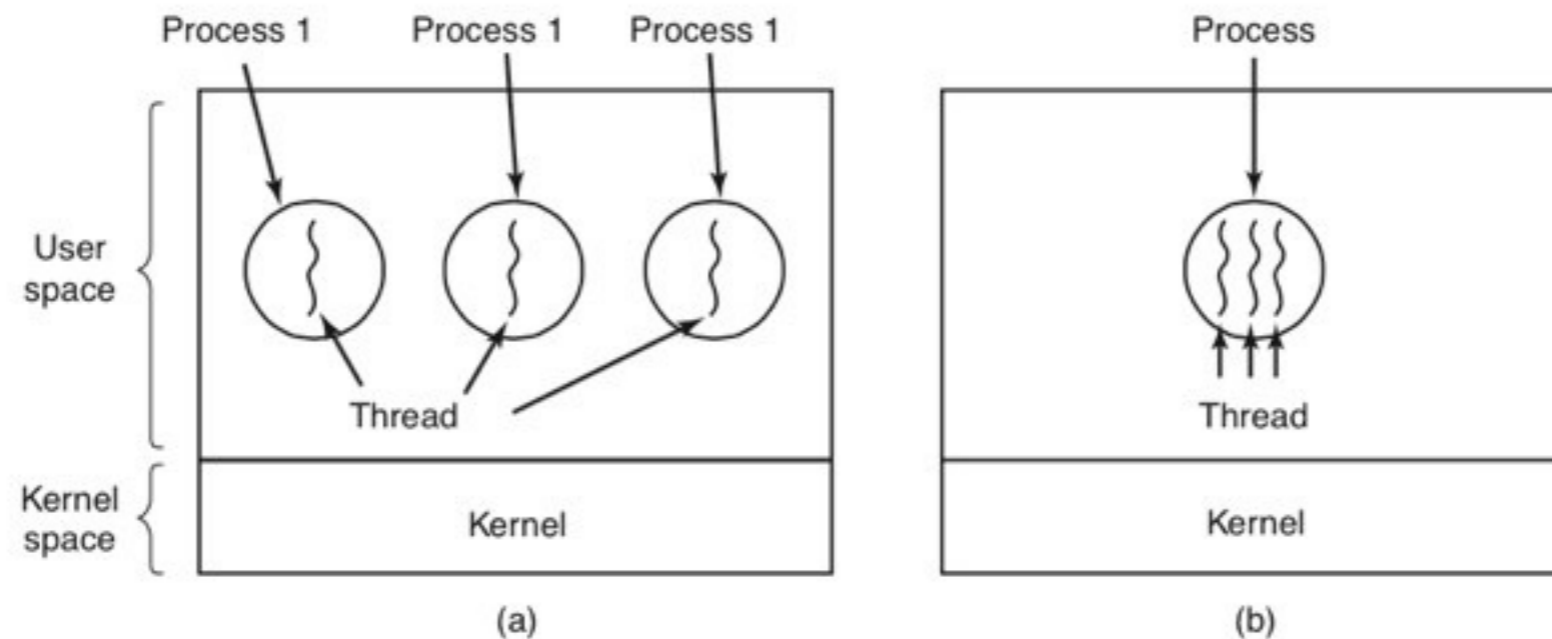 Process 1 Process 1 Process 1
User
space
Thread
Kernel
space
Kernel
(a)
Process
Thread
Kernel
(b)